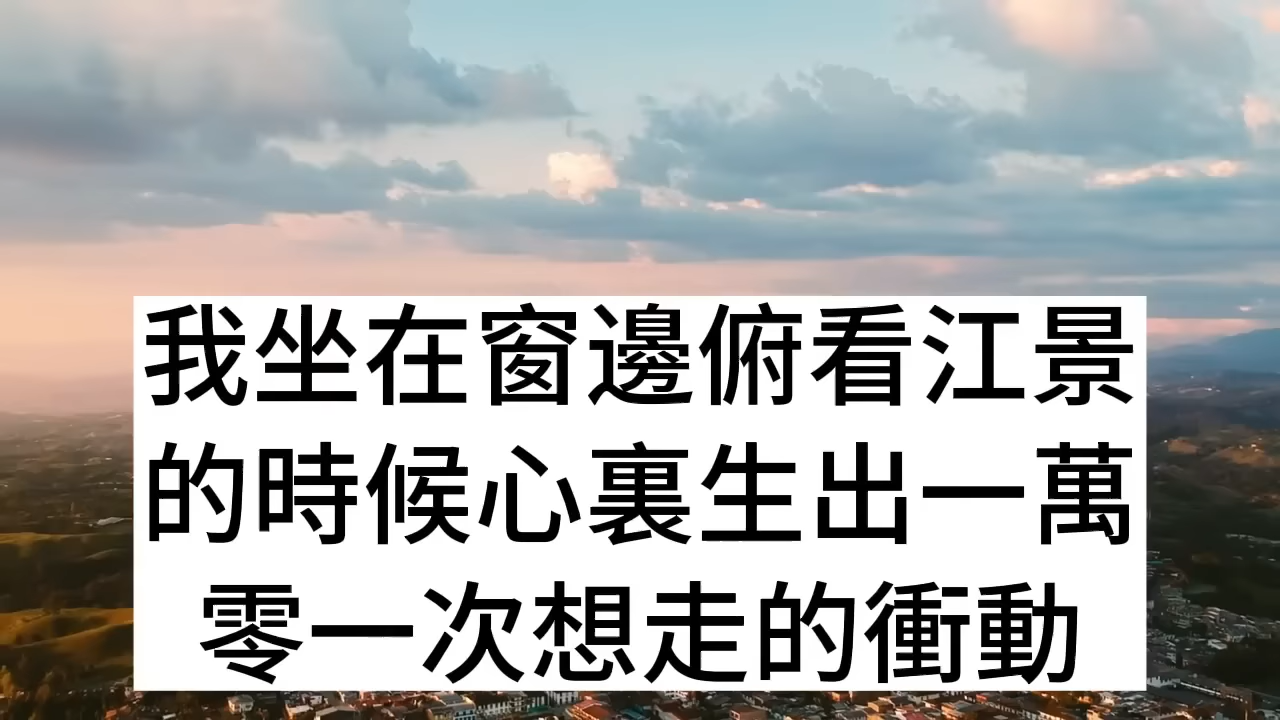 我坐在窗邊俯看江景
的時候心裏生出一萬
零一次想走的衝動